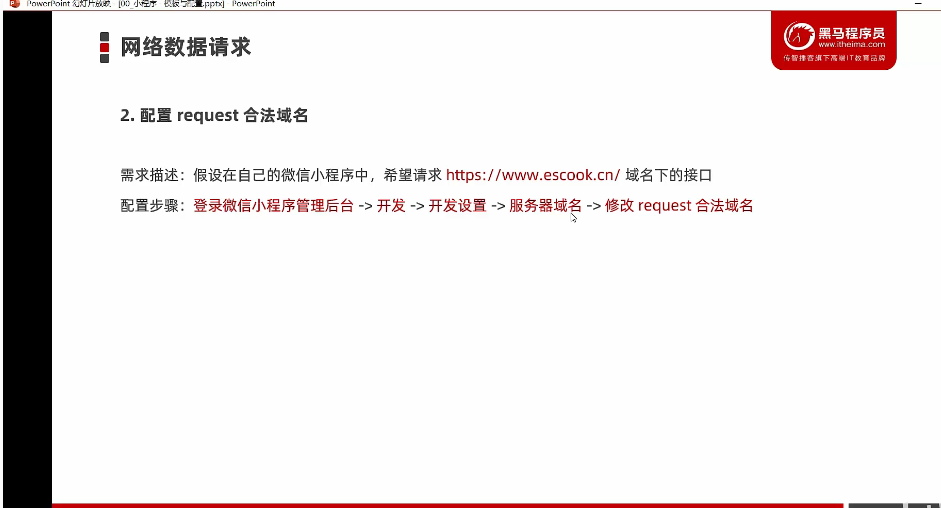 PowerPoint 幻灯片放映 - [00_小程序 - 模板与配置.pptx] - PowerPoint
网络数据请求
黑马程序员
www.itheima.com
传智播客旗下高端IT教育品牌
2. 配置 request 合法域名
需求描述：假设在自己的微信小程序中，希望请求 https://www.escook.cn/ 域名下的接口
配置步骤：登录微信小程序管理后台 -> 开发 -> 开发设置 -> 服务器域名 -> 修改 request 合法域名